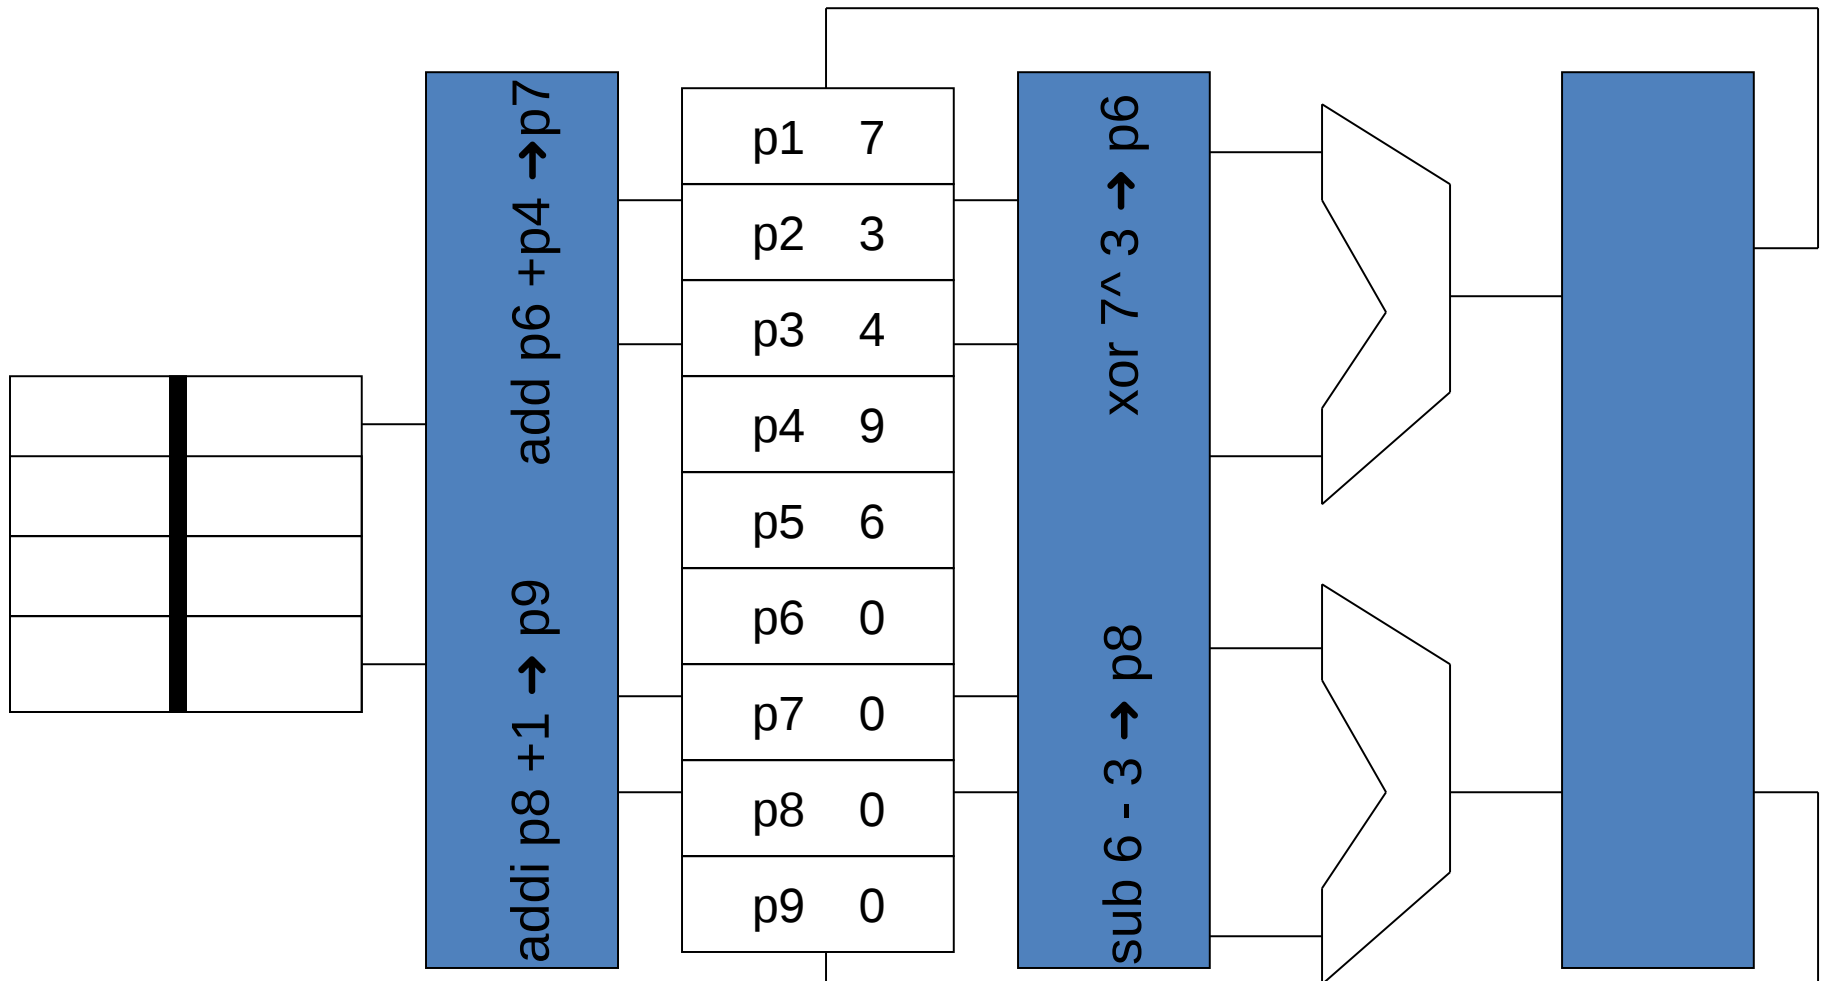 add p6 +p4 → p7
addi p8 +1 → p9
p1 7
p2 3
p3 4
p4 9
p5 6
p6 0
p7 0
p8 0
p9 0
xor 7^ 3 → p6
sub 6 - 3 → p8